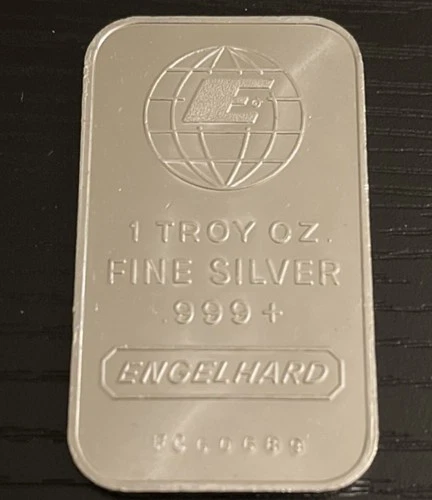 E
1 TROY OZ.
FINE SILVER
.999+
ENGELHARD